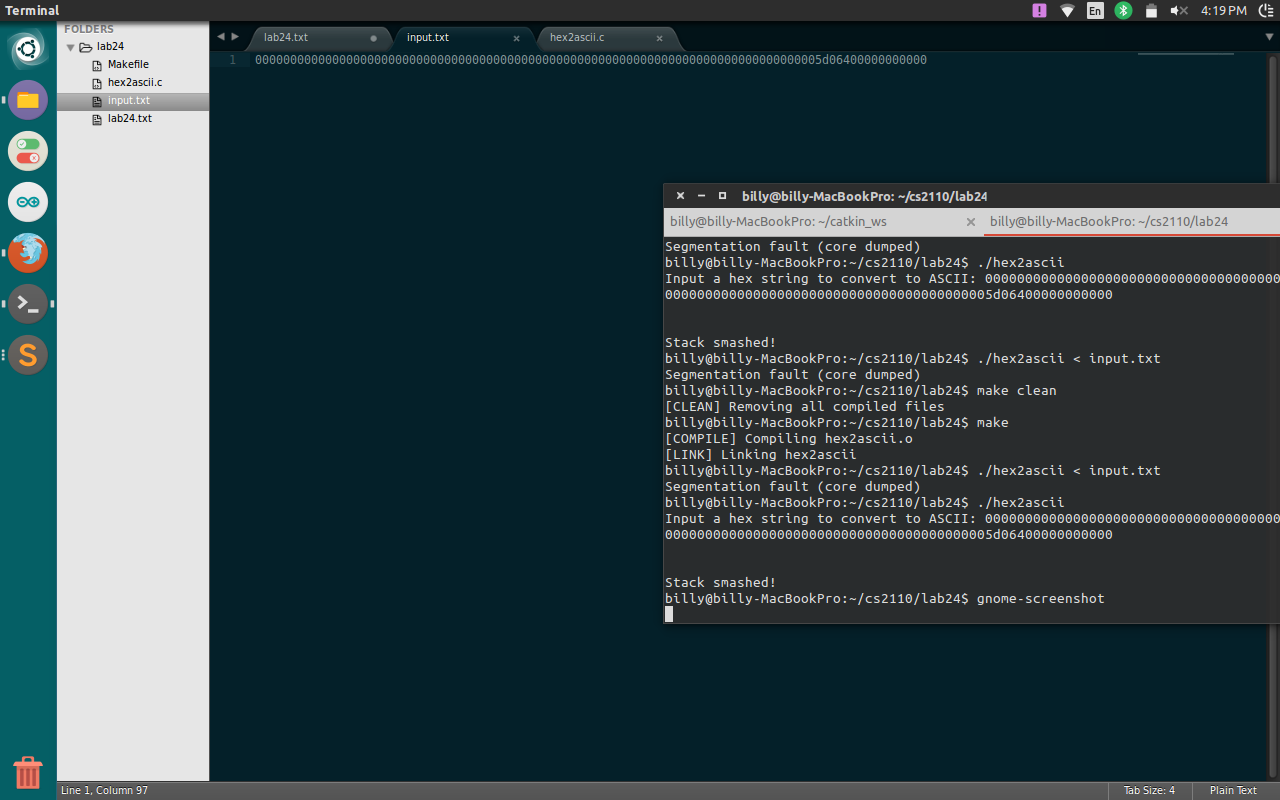 Terminal
En
4:19 PM
FOLDERS
lab24
Makefile
hex2ascii.c
input.txt
lab24.txt
lab24.txt
input.txt
hex2ascii.c
1 000000000000000000000000000000000000000000000000000000000000000000000000000000005d06400000000000
billy@billy-MacBookPro: ~/cs2110/lab24
billy@billy-MacBookPro: ~/catkin_ws
billy@billy-MacBookPro: ~/cs2110/lab24
Segmentation fault (core dumped)
billy@billy-MacBookPro:~/cs2110/lab24$ ./hex2ascii
Input a hex string to convert to ASCII: 0000000000000000000000000000000000000
00000000000000000000000000000000000000005d06400000000000
Stack smashed!
billy@billy-MacBookPro:~/cs2110/lab24$ ./hex2ascii < input.txt
Segmentation fault (core dumped)
billy@billy-MacBookPro:~/cs2110/lab24$ make clean
[CLEAN] Removing all compiled files
billy@billy-MacBookPro:~/cs2110/lab24$ make
[COMPILE] Compiling hex2ascii.o
[LINK] Linking hex2ascii
billy@billy-MacBookPro:~/cs2110/lab24$ ./hex2ascii < input.txt
Segmentation fault (core dumped)
billy@billy-MacBookPro:~/cs2110/lab24$ ./hex2ascii
Input a hex string to convert to ASCII: 0000000000000000000000000000000000000
00000000000000000000000000000000000000005d06400000000000
Stack smashed!
billy@billy-MacBookPro:~/cs2110/lab24$ gnome-screenshot
Line 1, Column 97
Tab Size: 4
Plain Text